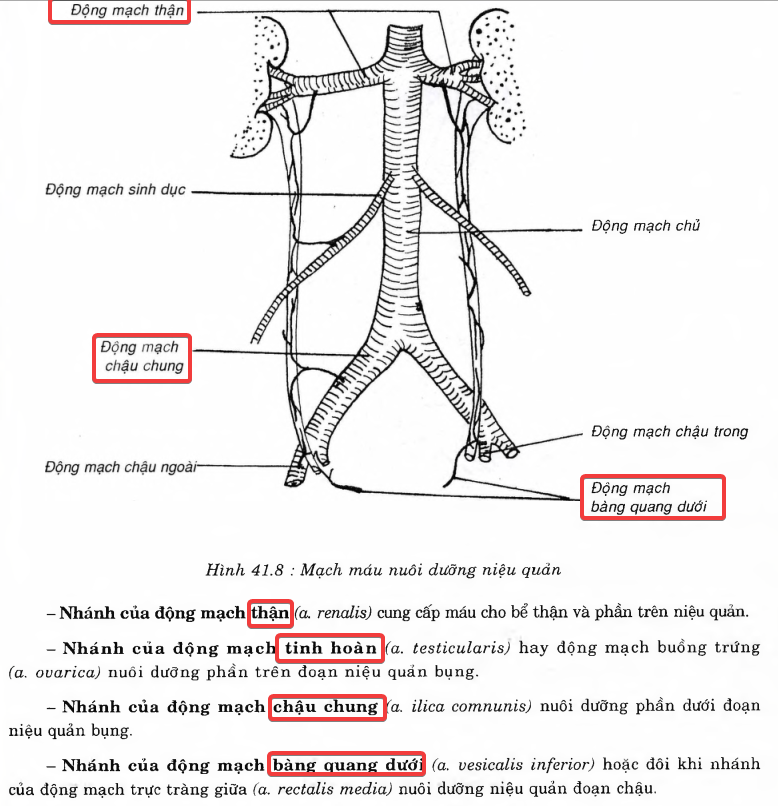 Động mạch thận
Động mạch sinh dục
Động mạch chủ
Động mạch
chậu chung
Động mạch chậu trong
Động mạch chậu ngoài
Động mạch
bàng quang dưới
Hình 41.8 : Mạch máu nuôi dưỡng niệu quản
– Nhánh của động mạch thận (a. renalis) cung cấp máu cho bể thận và phần trên niệu quản.
– Nhánh của động mạch tinh hoàn (a. testicularis) hay động mạch buồng trứng
(a. ovarica) nuôi dưỡng phần trên đoạn niệu quản bụng.
– Nhánh của động mạch chậu chung (a. ilica comnunis) nuôi dưỡng phần dưới đoạn
niệu quản bụng.
– Nhánh của động mạch bàng quang dưới (a. vesicalis inferior) hoặc đôi khi nhánh
của động mạch trực tràng giữa (a. rectalis media) nuôi dưỡng niệu quản đoạn chậu.